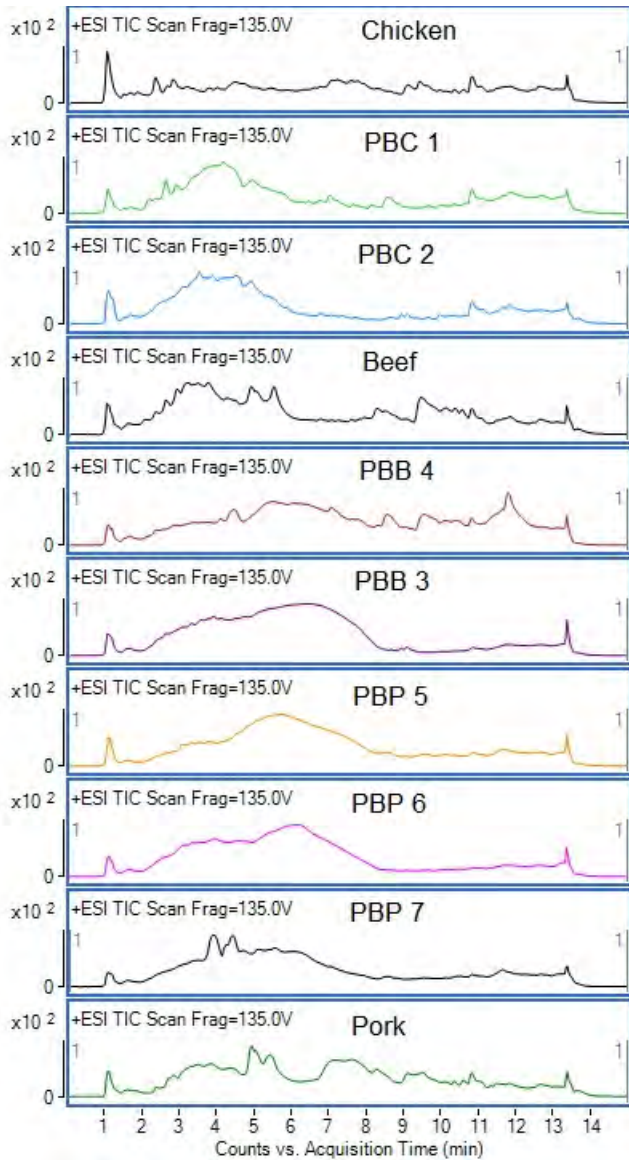 x10 2 +ESI TIC Scan Frag=135.0V Chicken
1 1
0
x10 2 +ESI TIC Scan Frag=135.0V PBC 1
1 1
0
x10 2 +ESI TIC Scan Frag=135.0V PBC 2
1 1
0
x10 2 +ESI TIC Scan Frag=135.0V Beef
1 1
0
x10 2 +ESI TIC Scan Frag=135.0V PBB 4
1 1
0
x10 2 +ESI TIC Scan Frag=135.0V PBB 3
1 1
0
x10 2 +ESI TIC Scan Frag=135.0V PBP 5
1 1
0
x10 2 +ESI TIC Scan Frag=135.0V PBP 6
1 1
0
x10 2 +ESI TIC Scan Frag=135.0V PBP 7
1 1
0
x10 2 +ESI TIC Scan Frag=135.0V Pork
1 1
0
1 2 3 4 5 6 7 8 9 10 11 12 13 14
Counts vs. Acquisition Time (min)